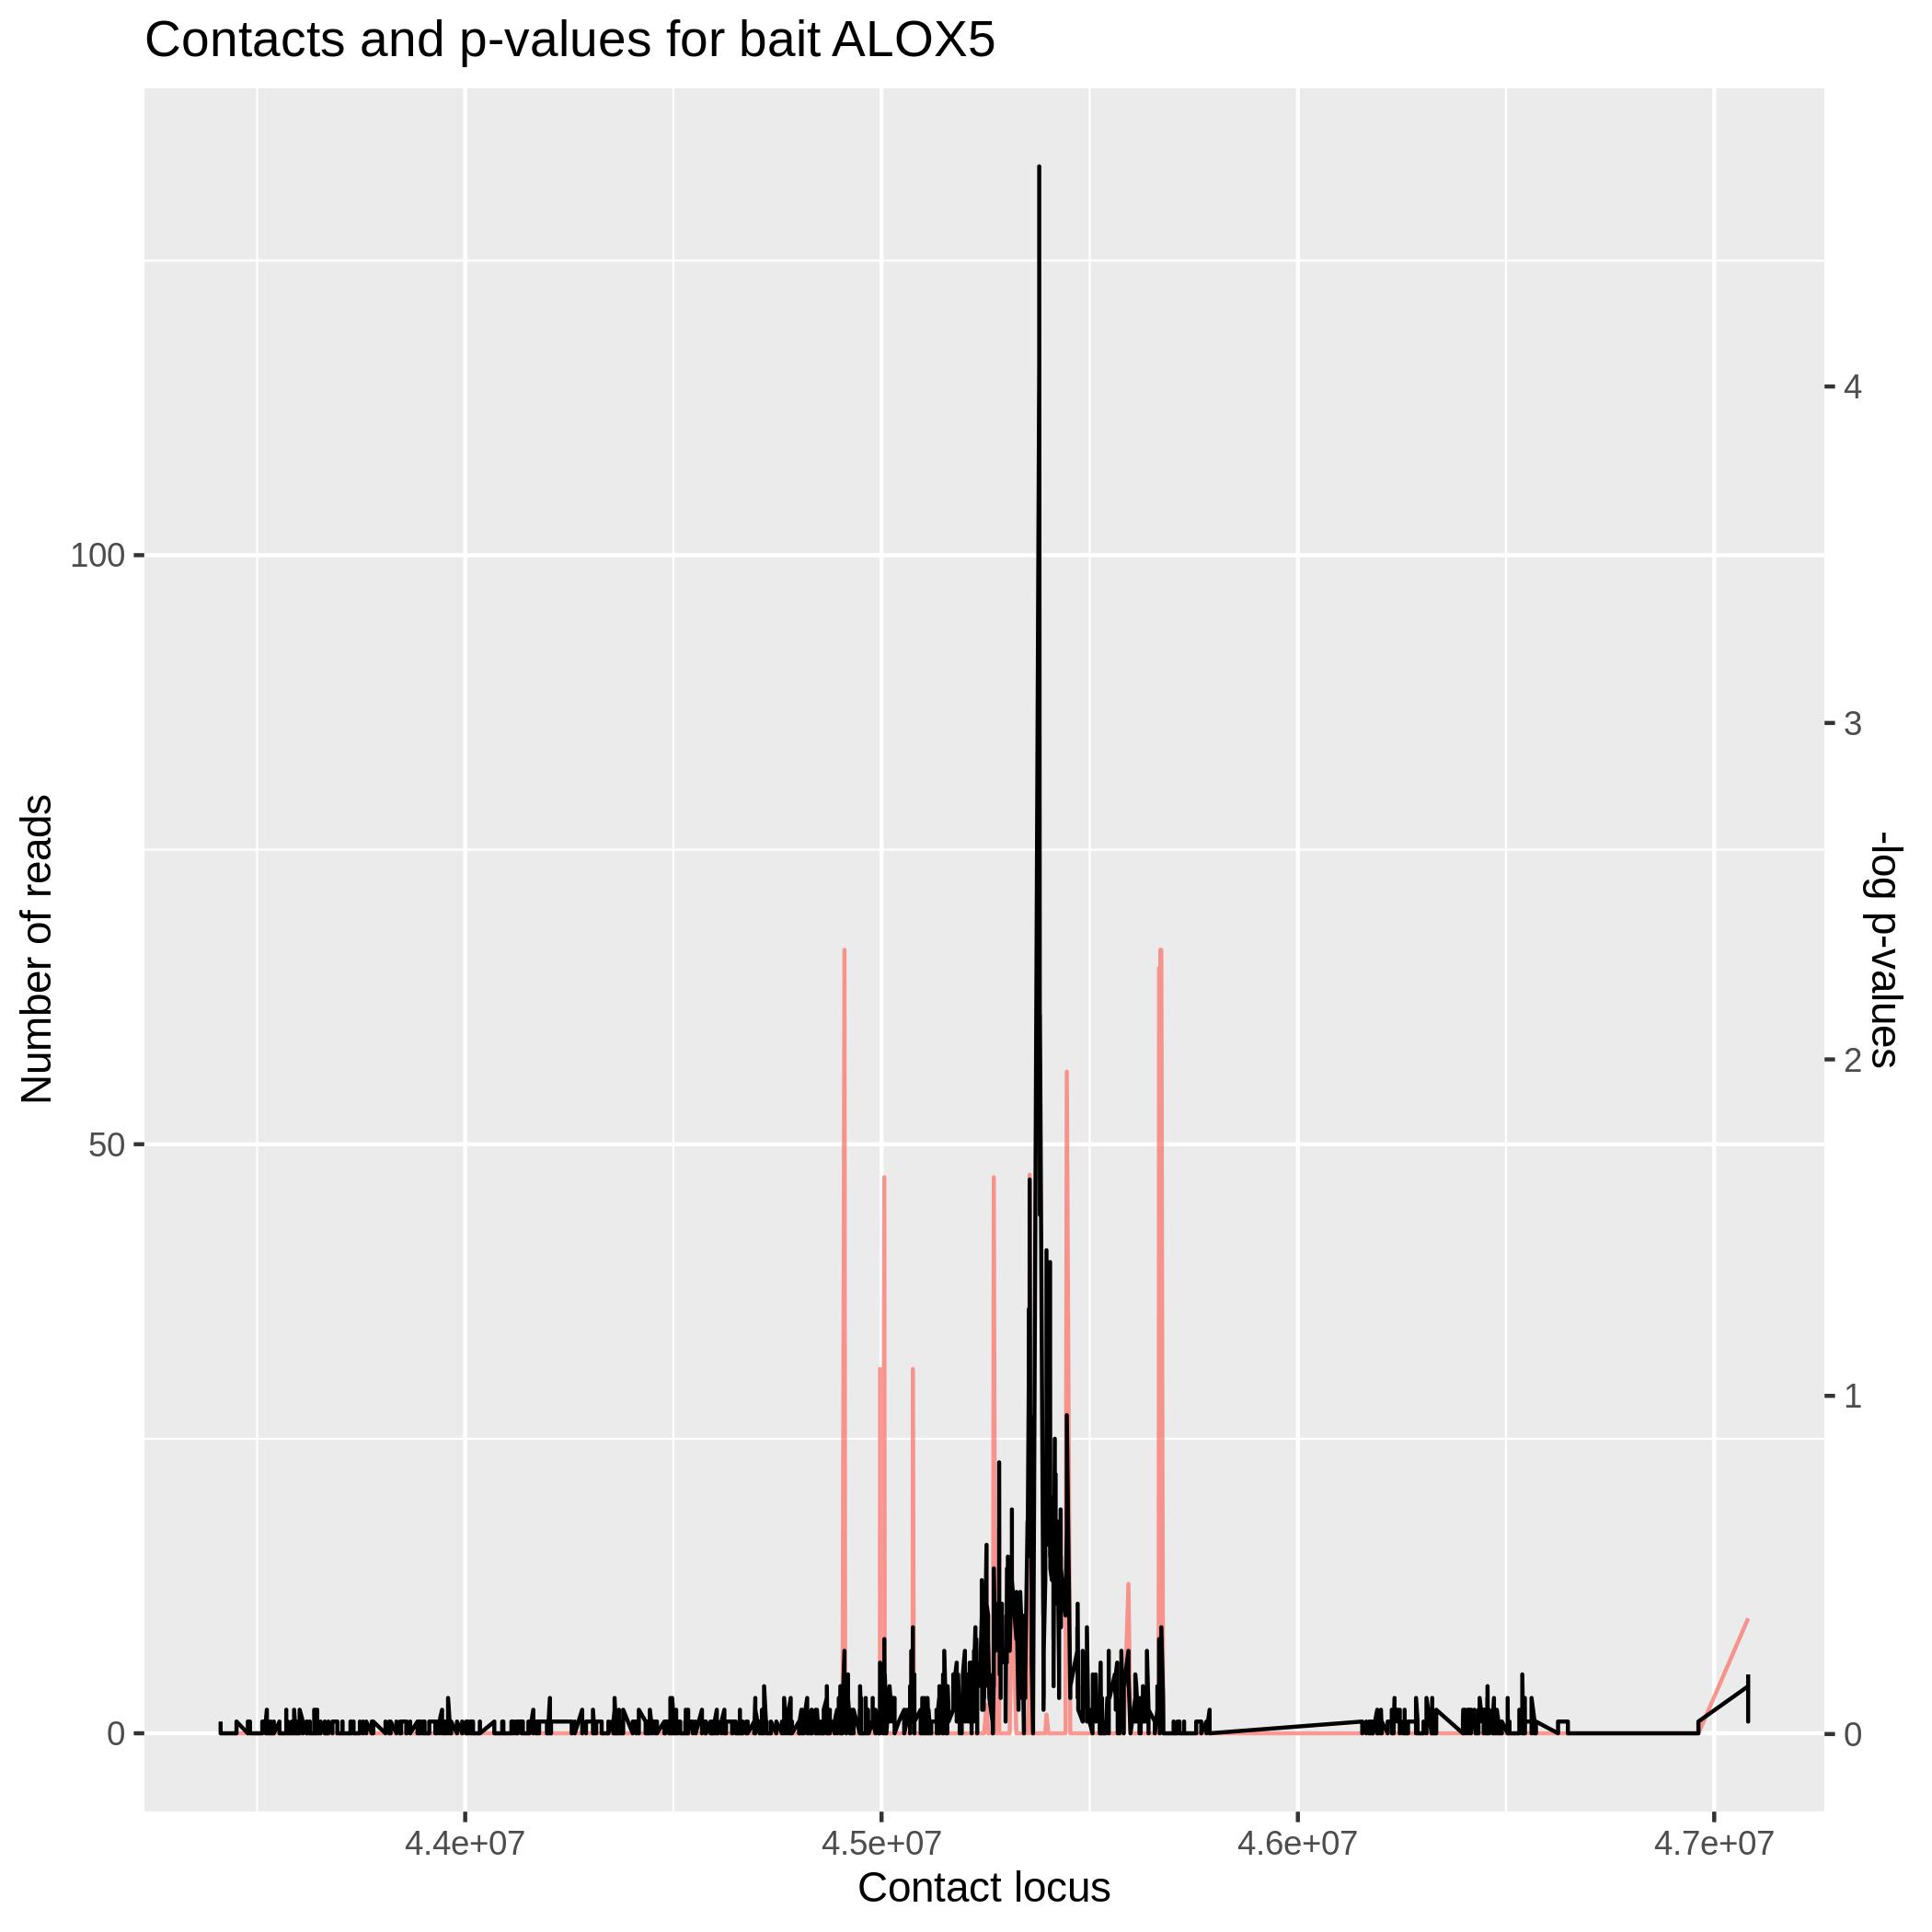 Contacts and p-values for bait ALOX5
100
50
0
Number of reads
4
3
2
1
0
-log p-values
4.4e+07 4.5e+07 4.6e+07 4.7e+07
Contact locus